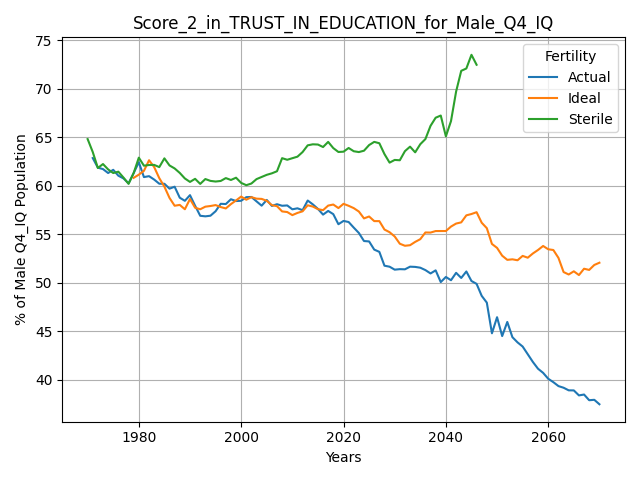 Score_2_in_TRUST_IN_EDUCATION_for_Male_Q4_IQ
75
70
65
60
55
50
45
40
% of Male Q4_IQ Population
Fertility
Actual
Ideal
Sterile
1980 2000 2020 2040 2060
Years